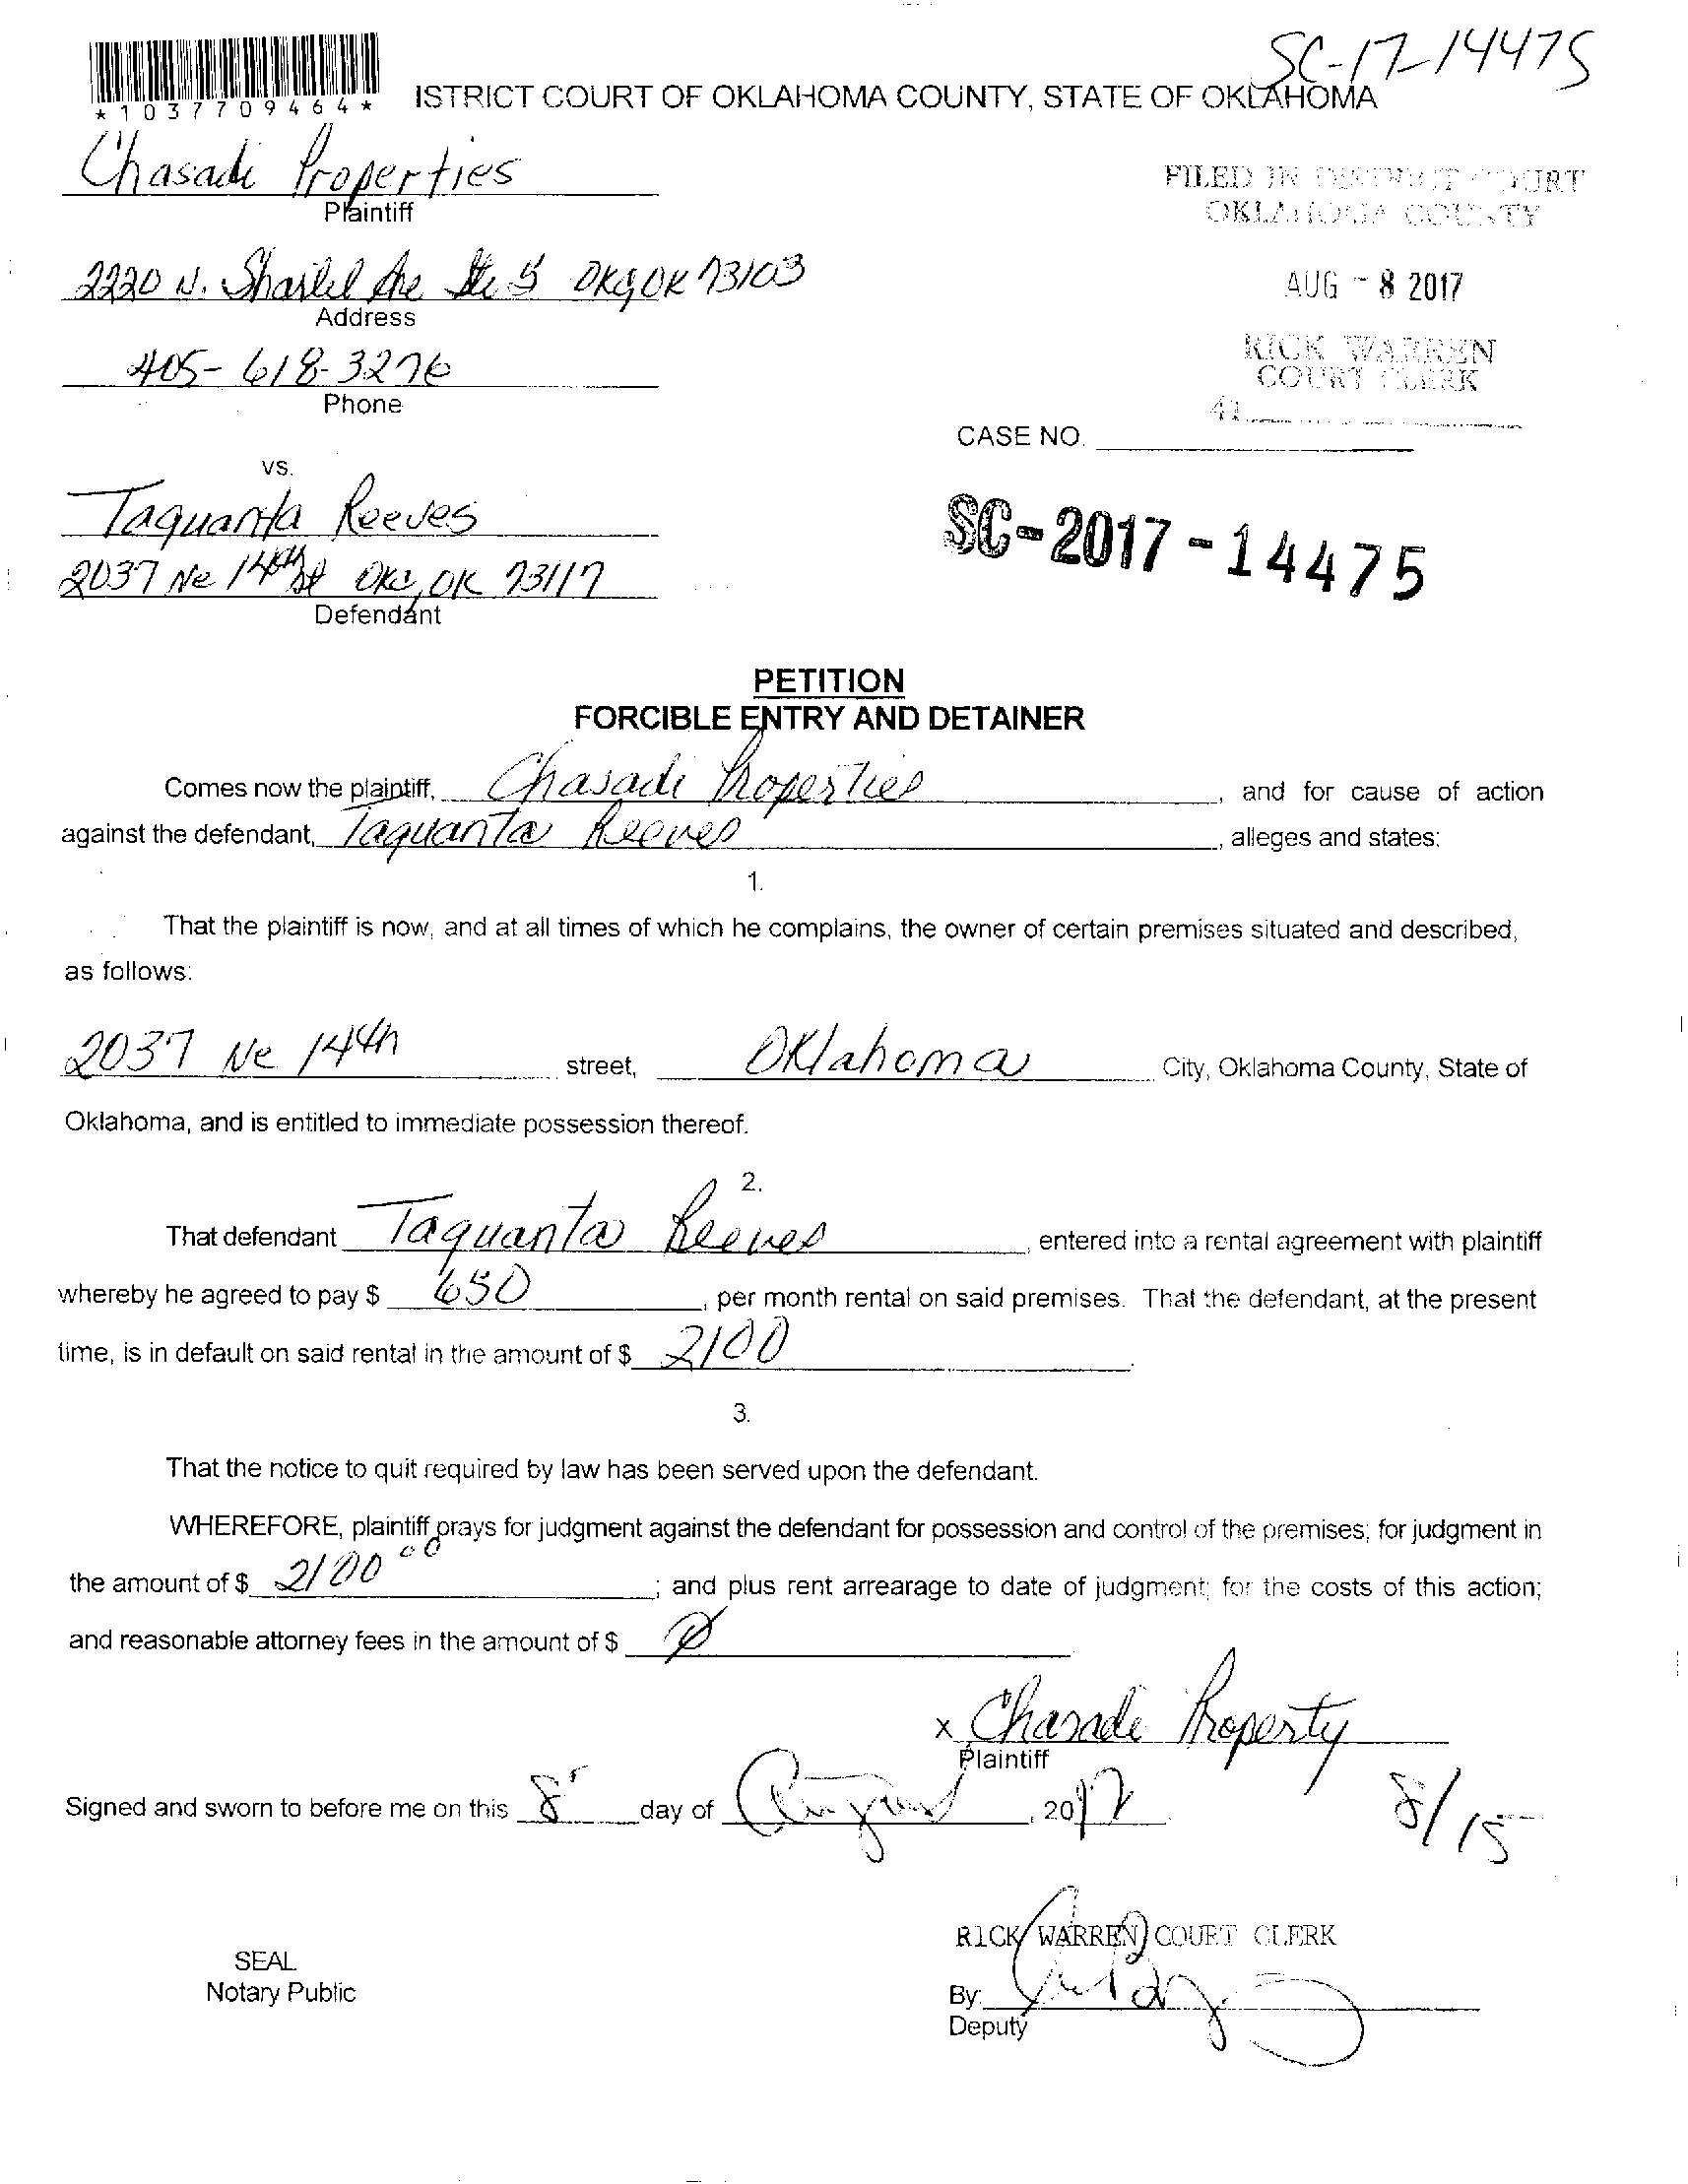 SC-17-14475
*1037709464*
ISTRICT COURT OF OKLAHOMA COUNTY, STATE OF OKLAHOMA
Chasadi Properties
Plaintiff
FILED IN DISTRICT COURT
OKLAHOMA COUNTY
2220 N. Ste 5 OKC, OK 73103
Address
AUG - 8 2017
405-618-3276
Phone
RICK WARREN
COURT CLERK
41
CASE NO.
vs.
Taquanta Reeves
SC-2017-14475
2037 Ne 14th St OKC, OK 73117
Defendant
PETITION
FORCIBLE ENTRY AND DETAINER
Comes now the plaintiff, Chasadi Properties, and for cause of action
against the defendant, Taquanta Reeves, alleges and states:
1.
That the plaintiff is now, and at all times of which he complains, the owner of certain premises situated and described,
as follows:
2037 Ne 14th street, Oklahoma City, Oklahoma County, State of
Oklahoma, and is entitled to immediate possession thereof.
2.
That defendant Taquanta Reeves, entered into a rental agreement with plaintiff
whereby he agreed to pay $ 650, per month rental on said premises. That the defendant, at the present
time, is in default on said rental in the amount of $ 2100.
3.
That the notice to quit required by law has been served upon the defendant.
WHEREFORE, plaintiff prays for judgment against the defendant for possession and control of the premises; for judgment in
the amount of $ 2100 00; and plus rent arrearage to date of judgment; for the costs of this action;
and reasonable attorney fees in the amount of $ Ø
x Chasadi Property
Plaintiff
Signed and sworn to before me on this 8 day of August, 2017
8/15
RICK WARREN COURT CLERK
SEAL
Notary Public
By:
Deputy